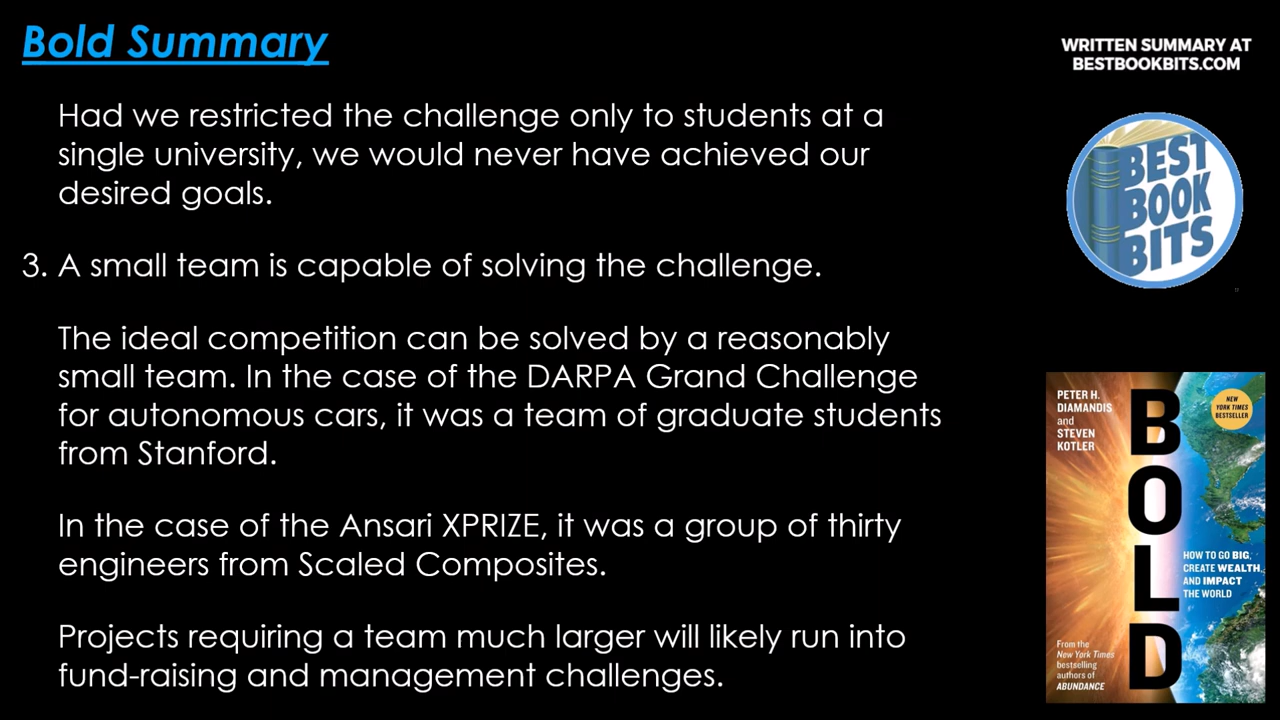 Bold Summary
WRITTEN SUMMARY AT
BESTBOOKBITS.COM
Had we restricted the challenge only to students at a
single university, we would never have achieved our
desired goals.
3. A small team is capable of solving the challenge.
The ideal competition can be solved by a reasonably
small team. In the case of the DARPA Grand Challenge
for autonomous cars, it was a team of graduate students
from Stanford.
In the case of the Ansari XPRIZE, it was a group of thirty
engineers from Scaled Composites.
Projects requiring a team much larger will likely run into
fund-raising and management challenges.
BEST
BOOK
BITS
PETER H.
DIAMANDIS
and
STEVEN
KOTLER
NEW
YORK TIMES
BESTSELLER
BOLD
HOW TO GO BIG,
CREATE WEALTH,
AND IMPACT
THE WORLD
From the
New York Times
bestselling
authors of
ABUNDANCE